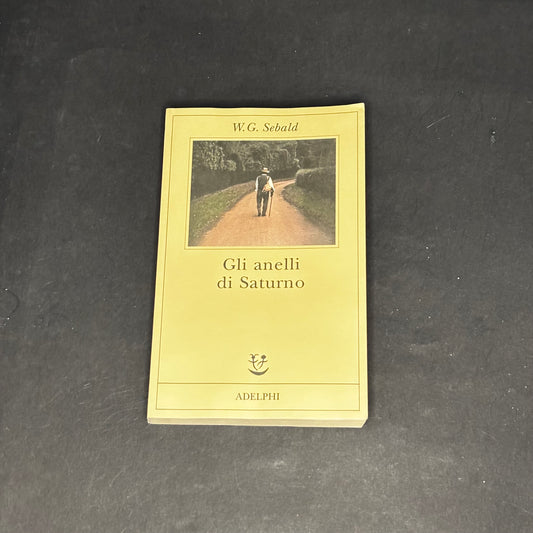 W.G. Sebald
Gli anelli
di Saturno
ADELPHI